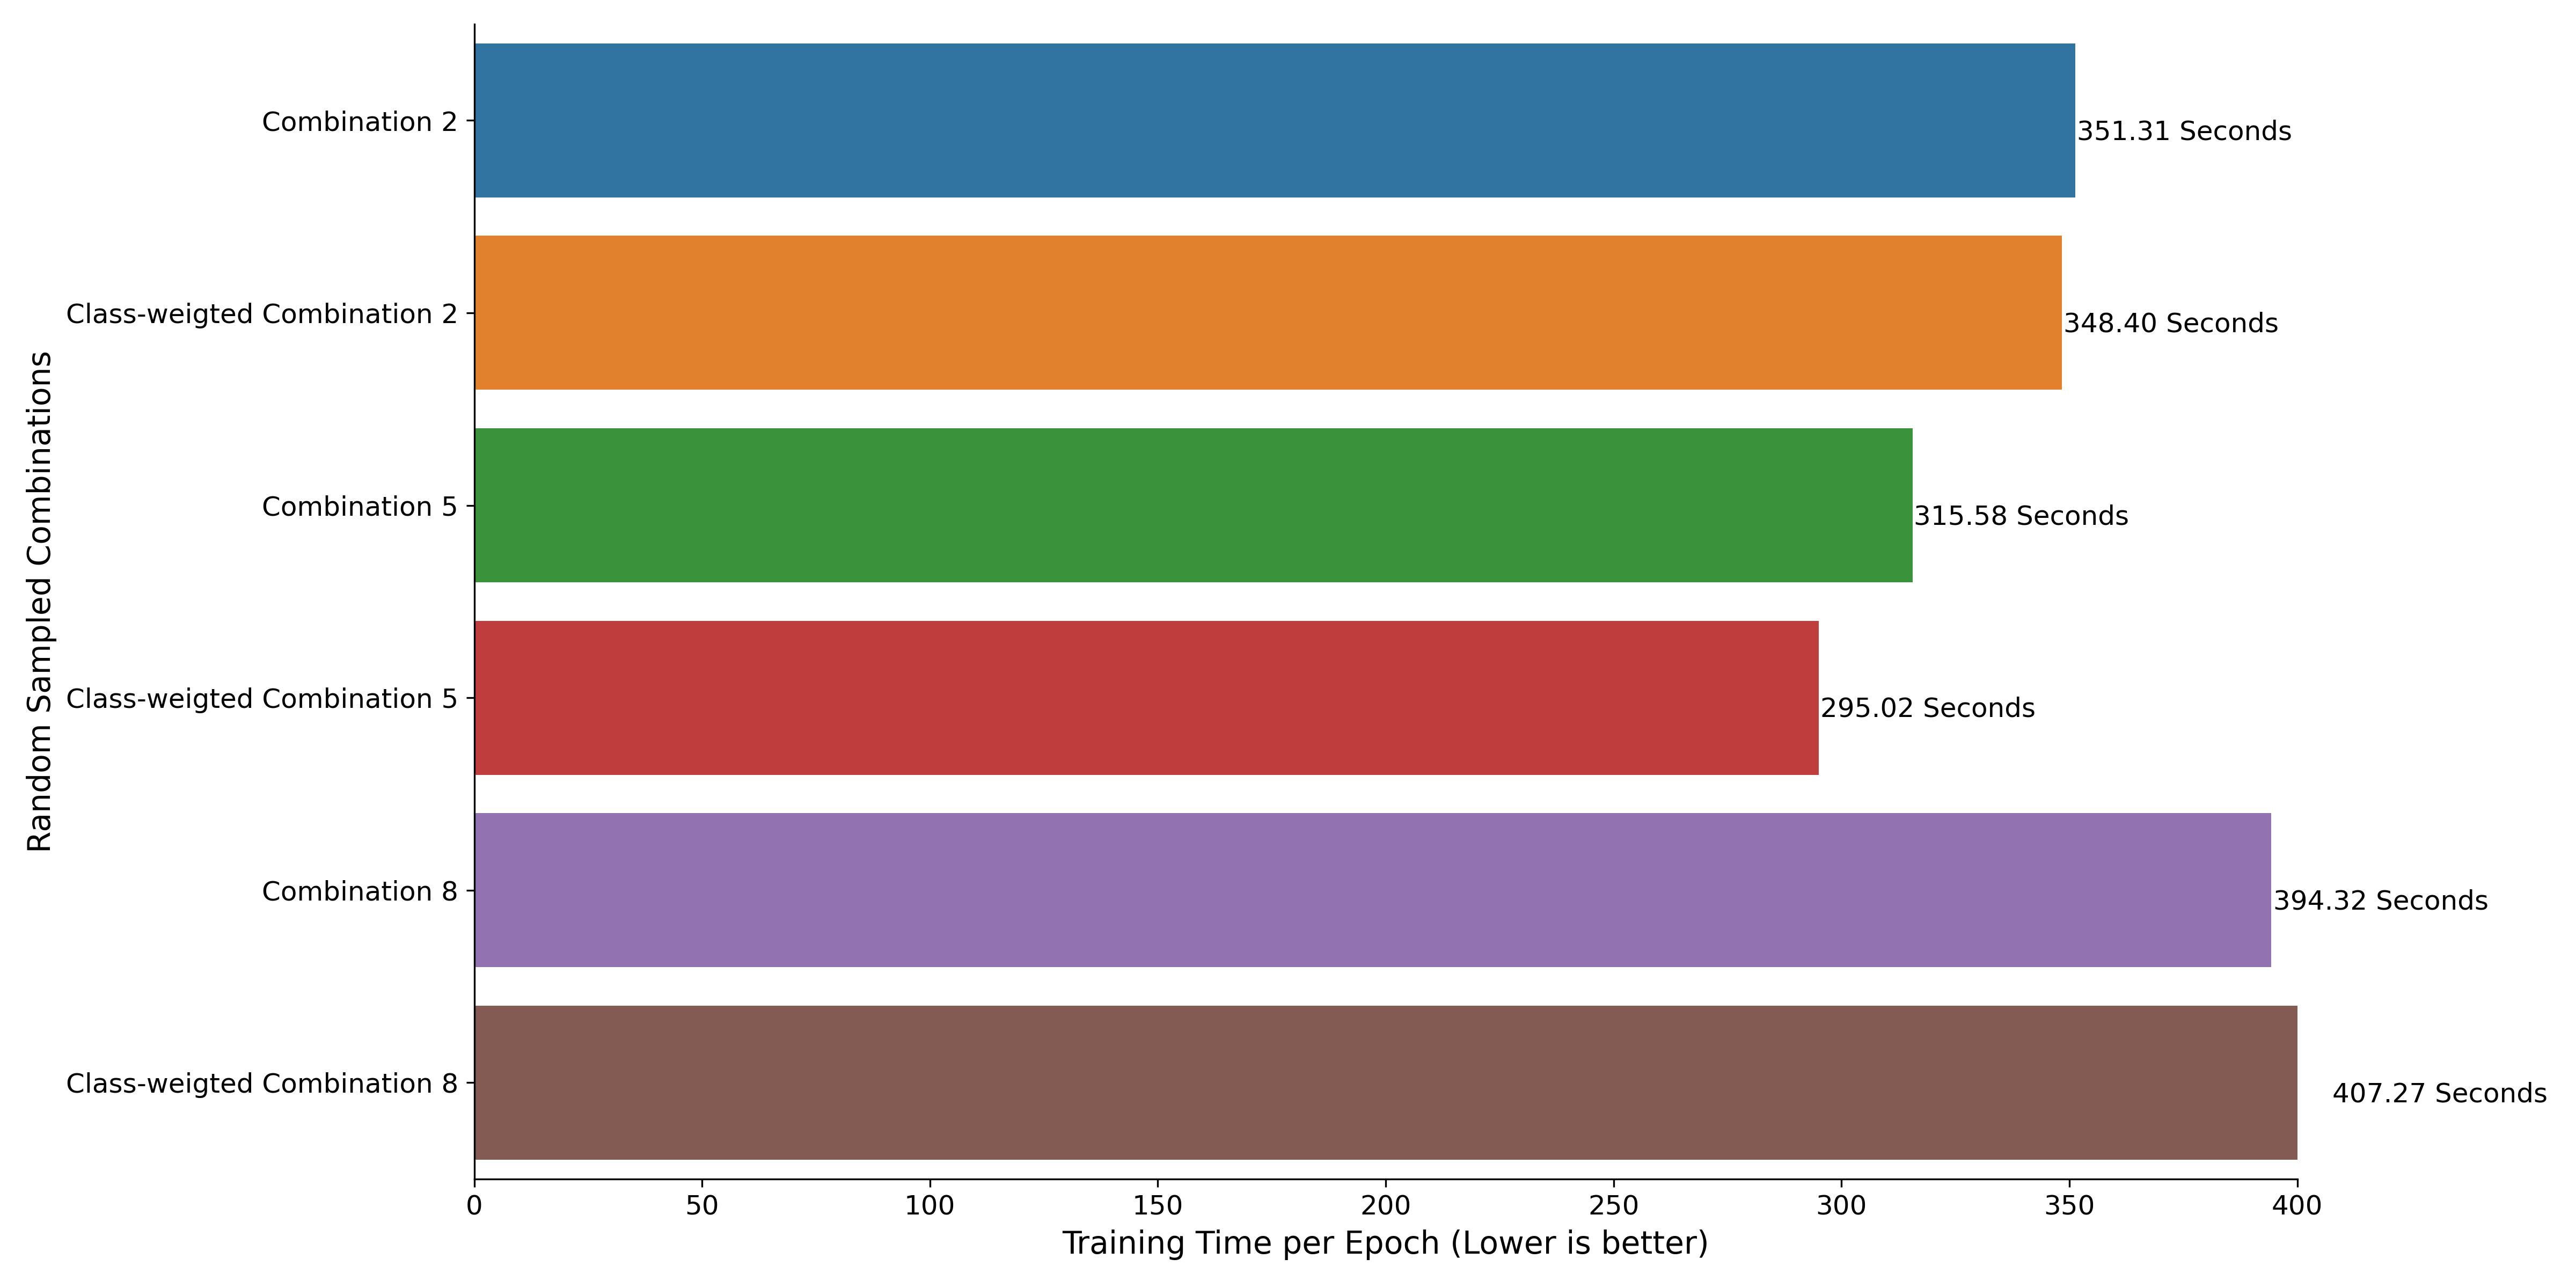 Random Sampled Combinations
Combination 2
351.31 Seconds
Class-weigted Combination 2
348.40 Seconds
Combination 5
315.58 Seconds
Class-weigted Combination 5
295.02 Seconds
Combination 8
394.32 Seconds
Class-weigted Combination 8
407.27 Seconds
0 50 100 150 200 250 300 350 400
Training Time per Epoch (Lower is better)